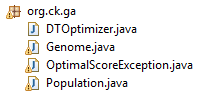 org.ck.ga
DTOptimizer.java
Genome.java
OptimalScoreException.java
Population.java